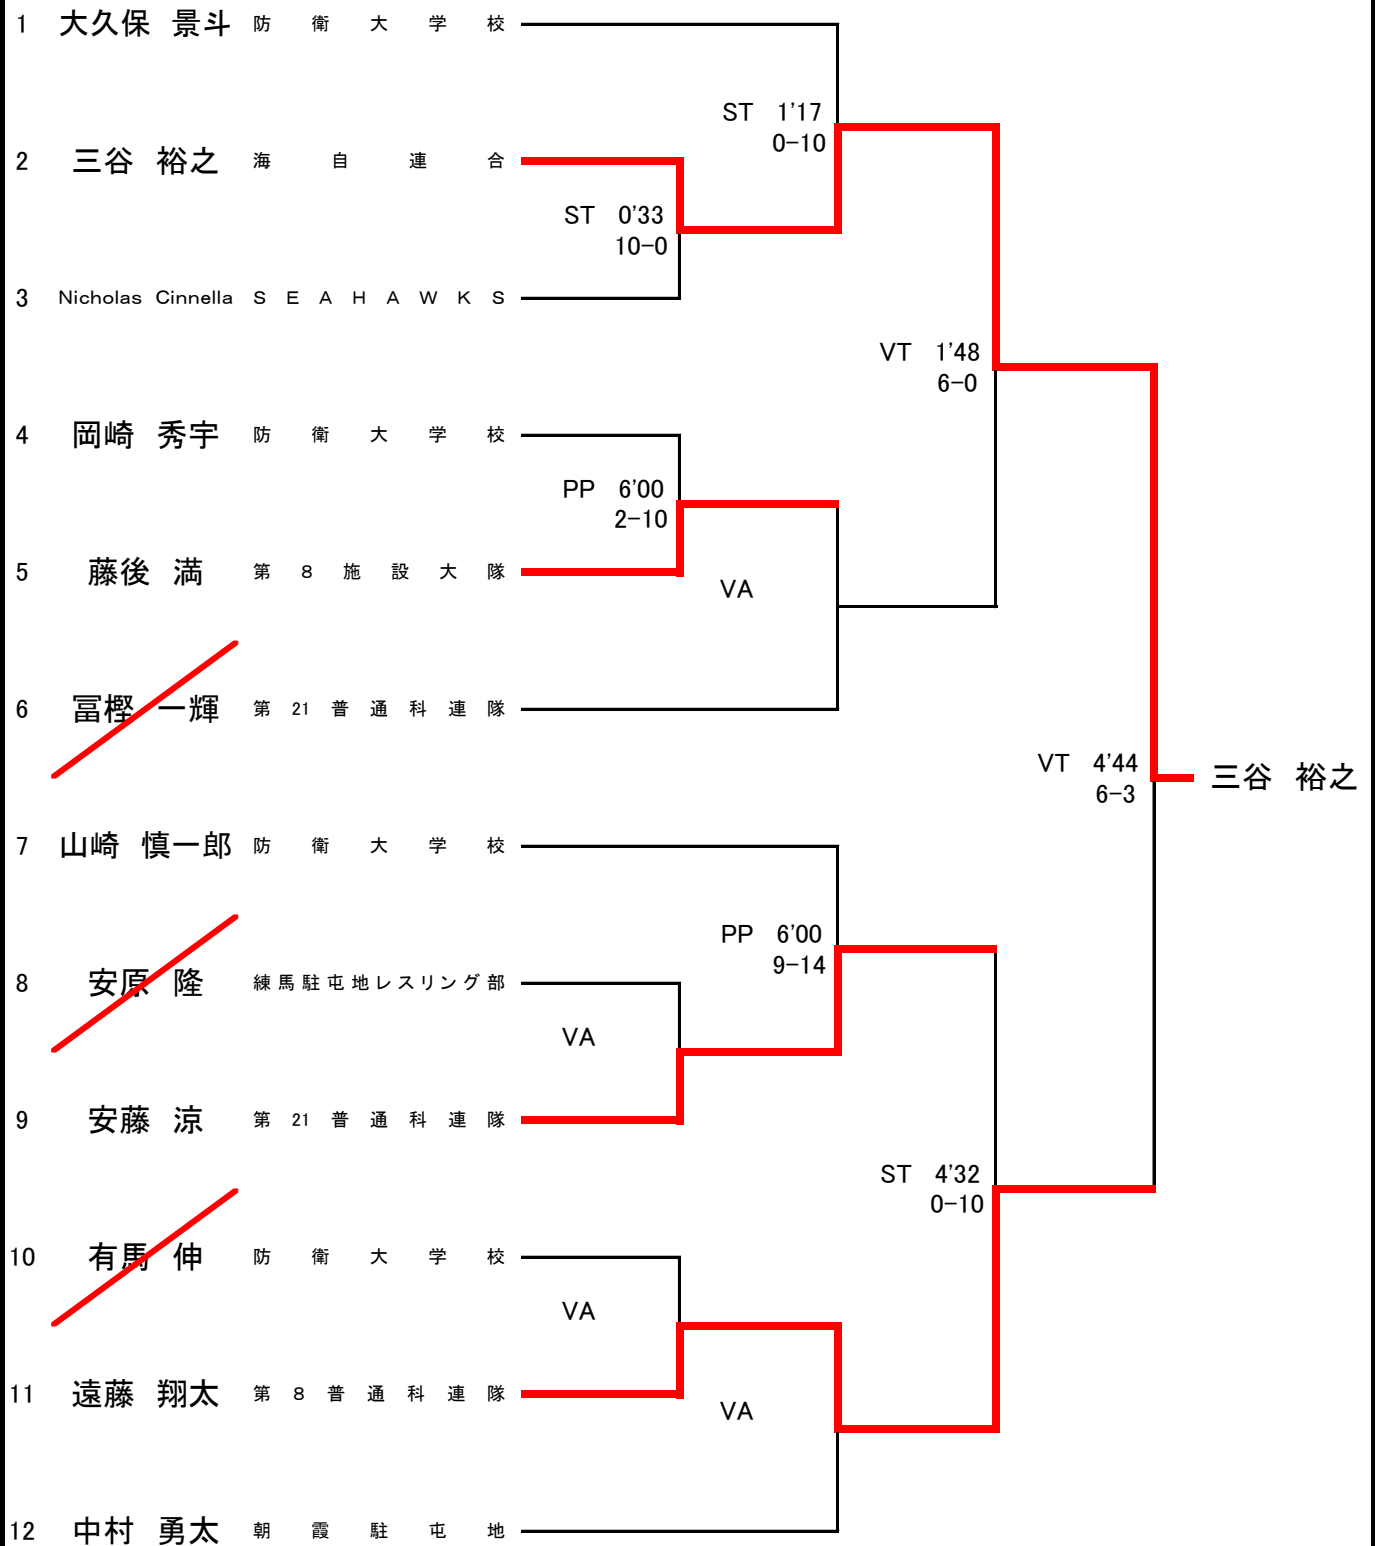 1 大久保 景斗 防衛大学校
ST 1'17
0-10
2 三谷 裕之 海自連合
ST 0'33
10-0
3 Nicholas Cinnella SEAHAWKS
VT 1'48
6-0
4 岡崎 秀宇 防衛大学校
PP 6'00
2-10
5 藤後 満 第8施設大隊
VA
6 冨樫 一輝 第21普通科連隊
VT 4'44
6-3
三谷 裕之
7 山崎 慎一郎 防衛大学校
PP 6'00
9-14
8 安原 隆 練馬駐屯地レスリング部
VA
9 安藤 涼 第21普通科連隊
ST 4'32
0-10
10 有馬 伸 防衛大学校
VA
11 遠藤 翔太 第8普通科連隊
VA
12 中村 勇太 朝霞駐屯地